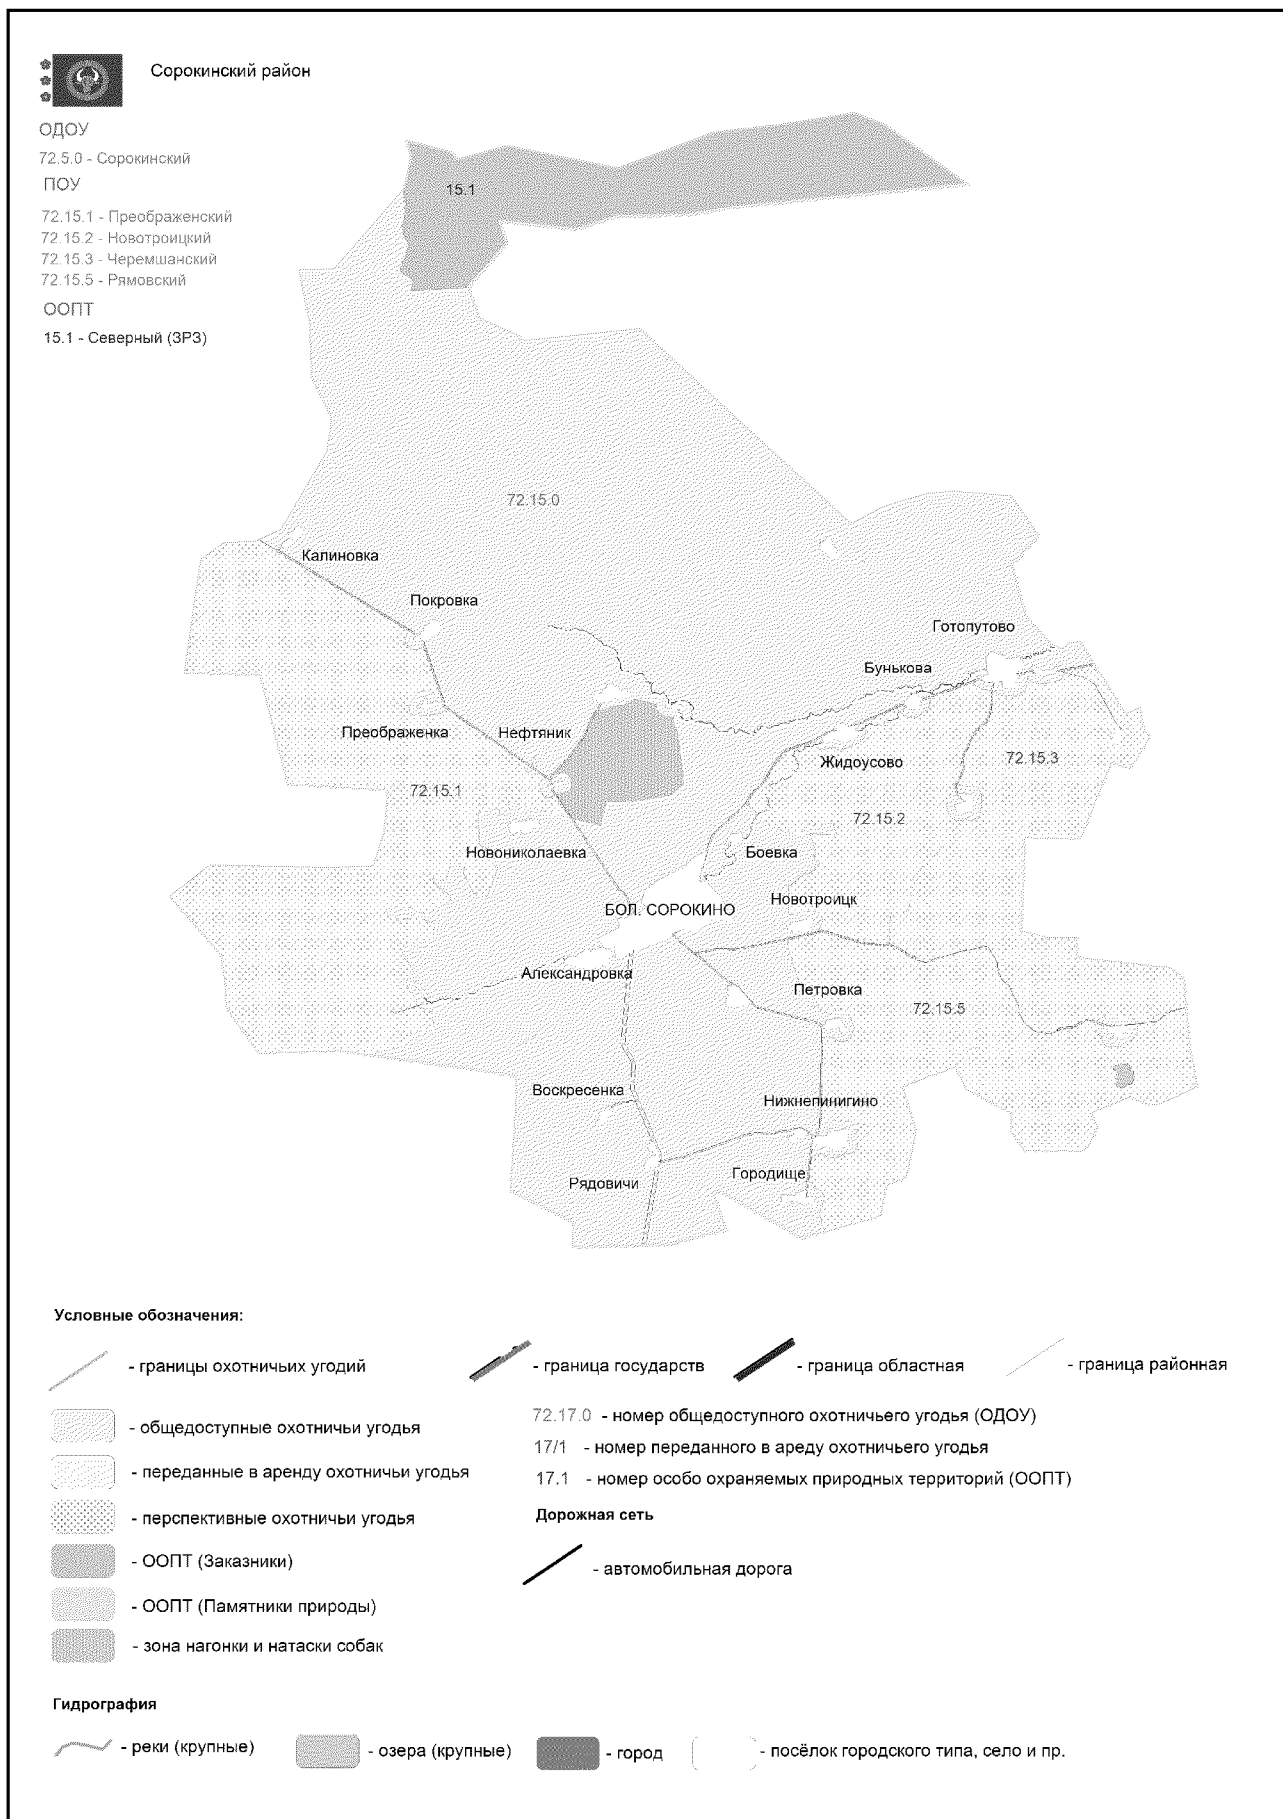 Сорокинский район
ОДОУ
72.5.0 - Сорокинский
ПОУ
72.15.1 - Преображенский
72.15.2 - Новотроицкий
72.15.3 - Черемшанский
72.15.5 - Рямовский
ООПТ
15.1 - Северный (ЗРЗ)
15.1
72.15.0
Калиновка
Покровка
Готопутово
Бунькова
Преображенка
Нефтяник
Жидоусово
72.15.3
72.15.1
72.15.2
Новониколаевка
Боевка
Новотроицк
БОЛ. СОРОКИНО
Александровка
Петровка
72.15.5
Воскресенка
Нижнепинигино
Рядовичи
Городище
Условные обозначения:
- границы охотничьих угодий
- граница государств
- граница областная
- граница районная
- общедоступные охотничьи угодья
72.17.0 - номер общедоступного охотничьего угодья (ОДОУ)
- переданные в аренду охотничьи угодья
17/1 - номер переданного в ареду охотничьего угодья
17.1 - номер особо охраняемых природных территорий (ООПТ)
- перспективные охотничьи угодья
Дорожная сеть
- ООПТ (Заказники)
- автомобильная дорога
- ООПТ (Памятники природы)
- зона нагонки и натаски собак
Гидрография
- реки (крупные)
- озера (крупные)
- город
- посёлок городского типа, село и пр.